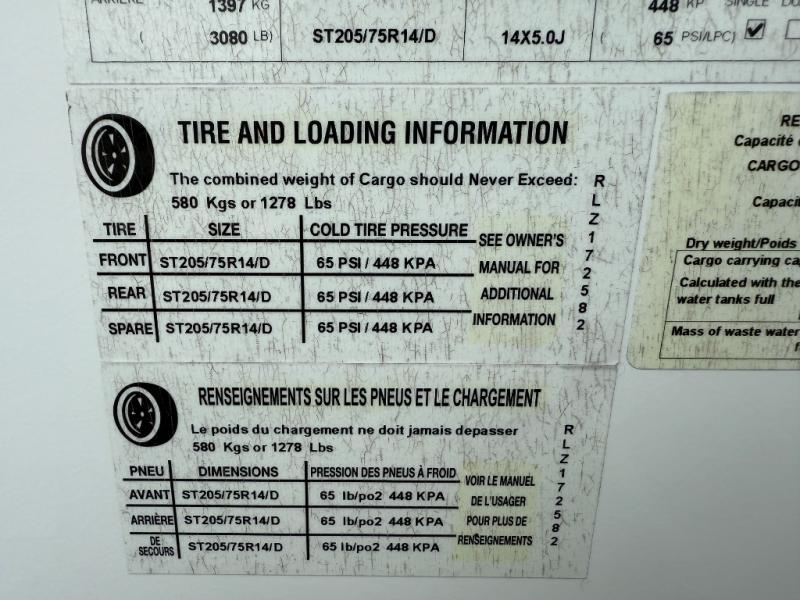 ARRIÈRE 1397 KG 448 KP SINGLE DU
( 3080 LB) ST205/75R14/D 14X5.0J ( 65 PSI/LPC)
TIRE AND LOADING INFORMATION
The combined weight of Cargo should Never Exceed:
580 Kgs or 1278 Lbs
TIRE SIZE COLD TIRE PRESSURE
FRONT ST205/75R14/D 65 PSI / 448 KPA
REAR ST205/75R14/D 65 PSI / 448 KPA
SPARE ST205/75R14/D 65 PSI / 448 KPA
SEE OWNER'S
MANUAL FOR
ADDITIONAL
INFORMATION
RLZ172582
RENSEIGNEMENTS SUR LES PNEUS ET LE CHARGEMENT
Le poids du chargement ne doit jamais depasser
580 Kgs or 1278 Lbs
PNEU DIMENSIONS PRESSION DES PNEUS À FROID
AVANT ST205/75R14/D 65 lb/po2 448 KPA
ARRIÈRE ST205/75R14/D 65 lb/po2 448 KPA
DE
SECOURS ST205/75R14/D 65 lb/po2 448 KPA
VOIR LE MANUEL
DE L'USAGER
POUR PLUS DE
RENSEIGNEMENTS
RLZ172582
RE
Capacité
CARGO
Capaci
Dry weight/Poids
Cargo carrying ca
Calculated with the
water tanks full
Mass of waste water
f